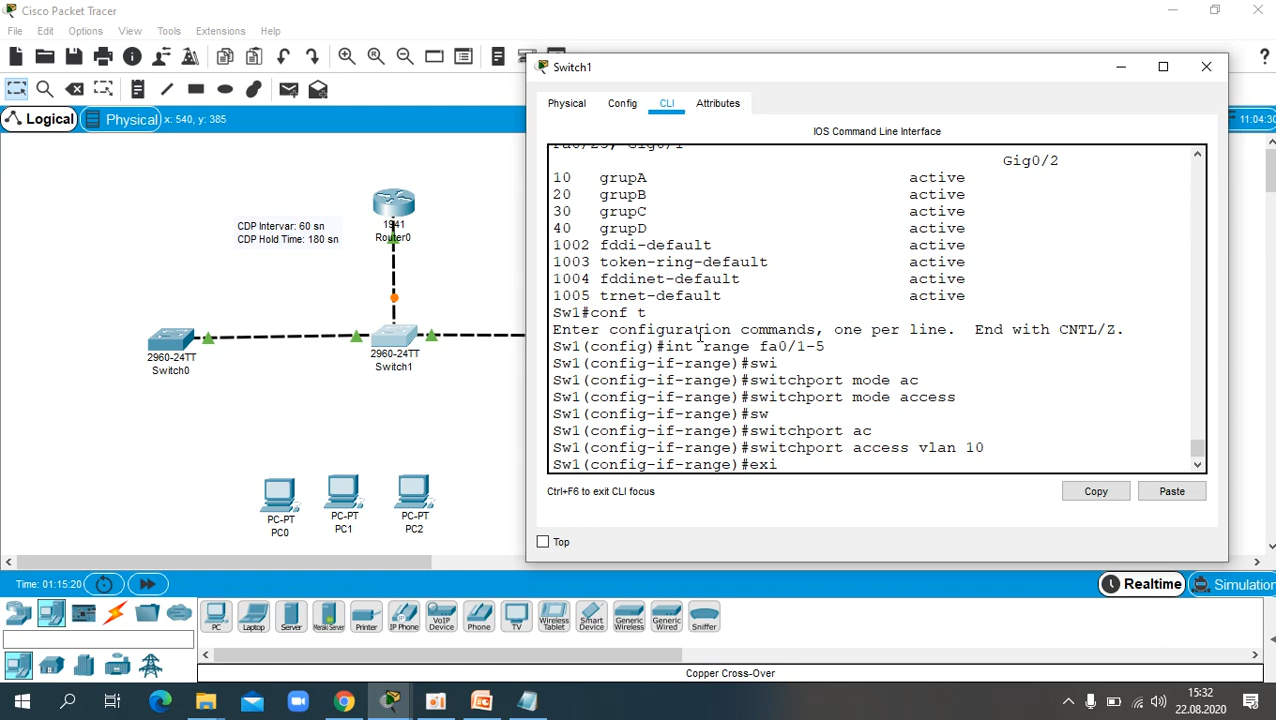 Cisco Packet Tracer
File Edit Options View Tools Extensions Help
Logical Physical x: 540, y: 385
11:04:30
CDP Intervar: 60 sn
CDP Hold Time: 180 sn
1941
Router0
2960-24TT
Switch0
2960-24TT
Switch1
PC-PT
PC0
PC-PT
PC1
PC-PT
PC2
Switch1
Physical Config CLI Attributes
IOS Command Line Interface
Gig0/2
10 grupA active
20 grupB active
30 grupC active
40 grupD active
1002 fddi-default active
1003 token-ring-default active
1004 fddinet-default active
1005 trnet-default active
Sw1#conf t
Enter configuration commands, one per line. End with CNTL/Z.
Sw1(config)#int range fa0/1-5
Sw1(config-if-range)#swi
Sw1(config-if-range)#switchport mode ac
Sw1(config-if-range)#switchport mode access
Sw1(config-if-range)#sw
Sw1(config-if-range)#switchport ac
Sw1(config-if-range)#switchport access vlan 10
Sw1(config-if-range)#exi
Ctrl+F6 to exit CLI focus
Copy Paste
Top
Time: 01:15:20
Realtime Simulation
PC Laptop Server Printer IP Phone VoIP Device Phone TV Wireless Tablet Smart Device Generic Wireless Generic Wired Sniffer
Copper Cross-Over
15:32
22.08.2020